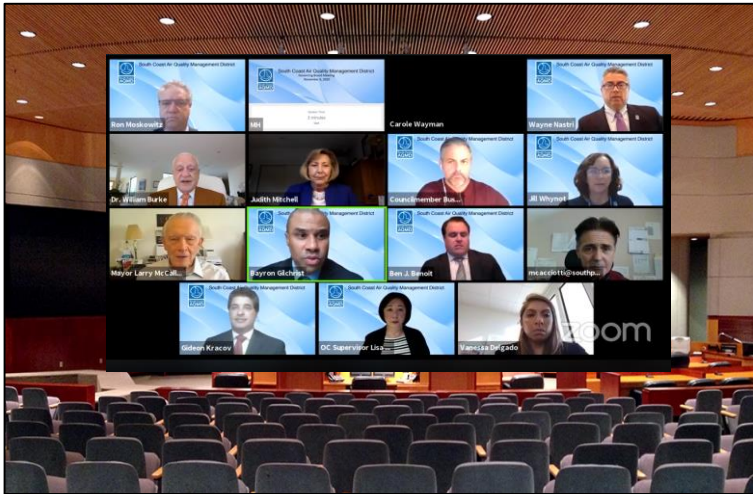 South Coast Air Quality Management District
South Coast Air Quality Management District
South Coast Air Quality Management District
Ron Moskowitz
MH
2 minutes
Carole Wayman
Wayne Nastri
South Coast Air Quality Management District
South Coast Air Quality Management District
Dr. William Burke
Judith Mitchell
Councilmember Bus...
Jill Whynot
South Coast Air Quality Management District
South Coast Air Quality Management District
Mayor Larry McCall...
Bayron Gilchrist
Ben J. Benoit
mcacciotti@southp...
South Coast Air Quality Management District
South Coast Air Quality Management District
Gideon Kracov
OC Supervisor Lisa...
Vanessa Delgado
zoom